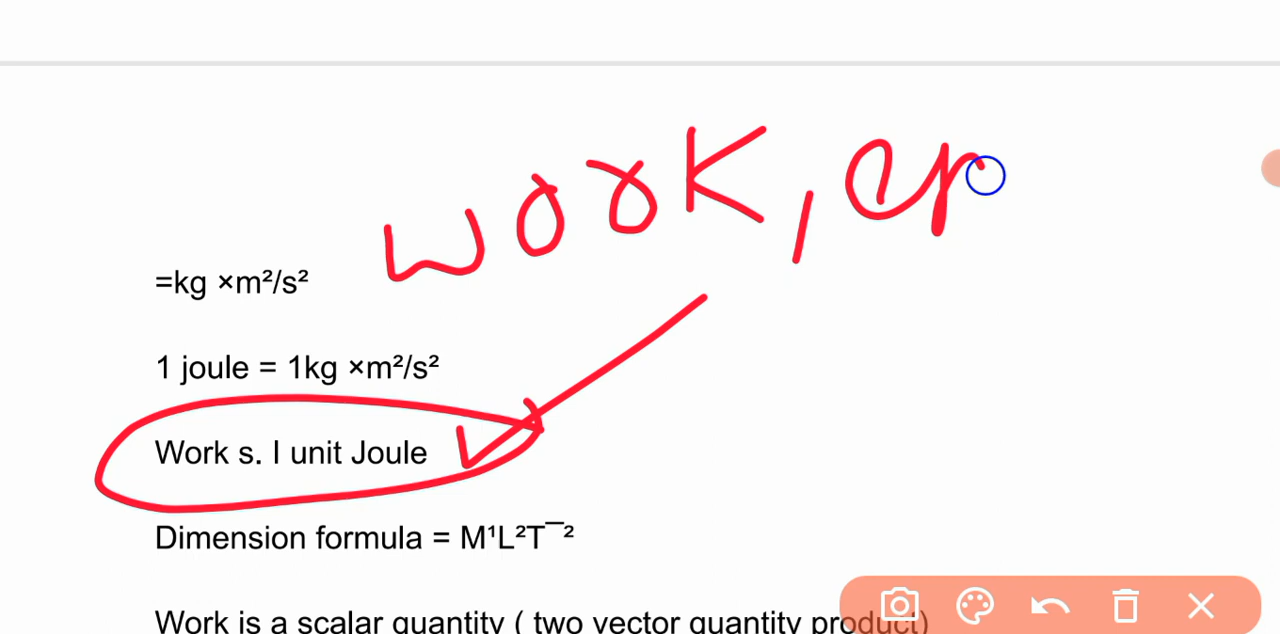 work,
=kg ×m²/s²
1 joule = 1kg ×m²/s²
Work s. I unit Joule
Dimension formula = M¹L²T¯²
Work is a scalar quantity ( two vector quantity product)